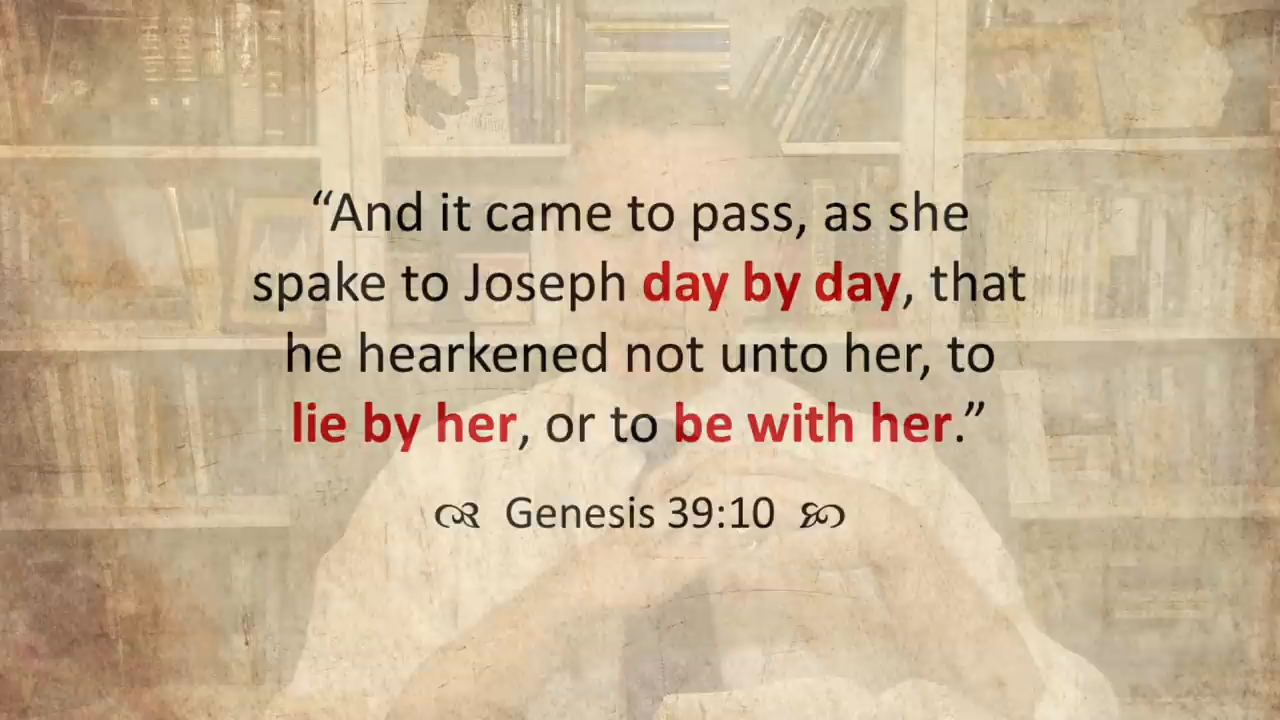 “And it came to pass, as she
spake to Joseph day by day, that
he hearkened not unto her, to
lie by her, or to be with her.”
Genesis 39:10